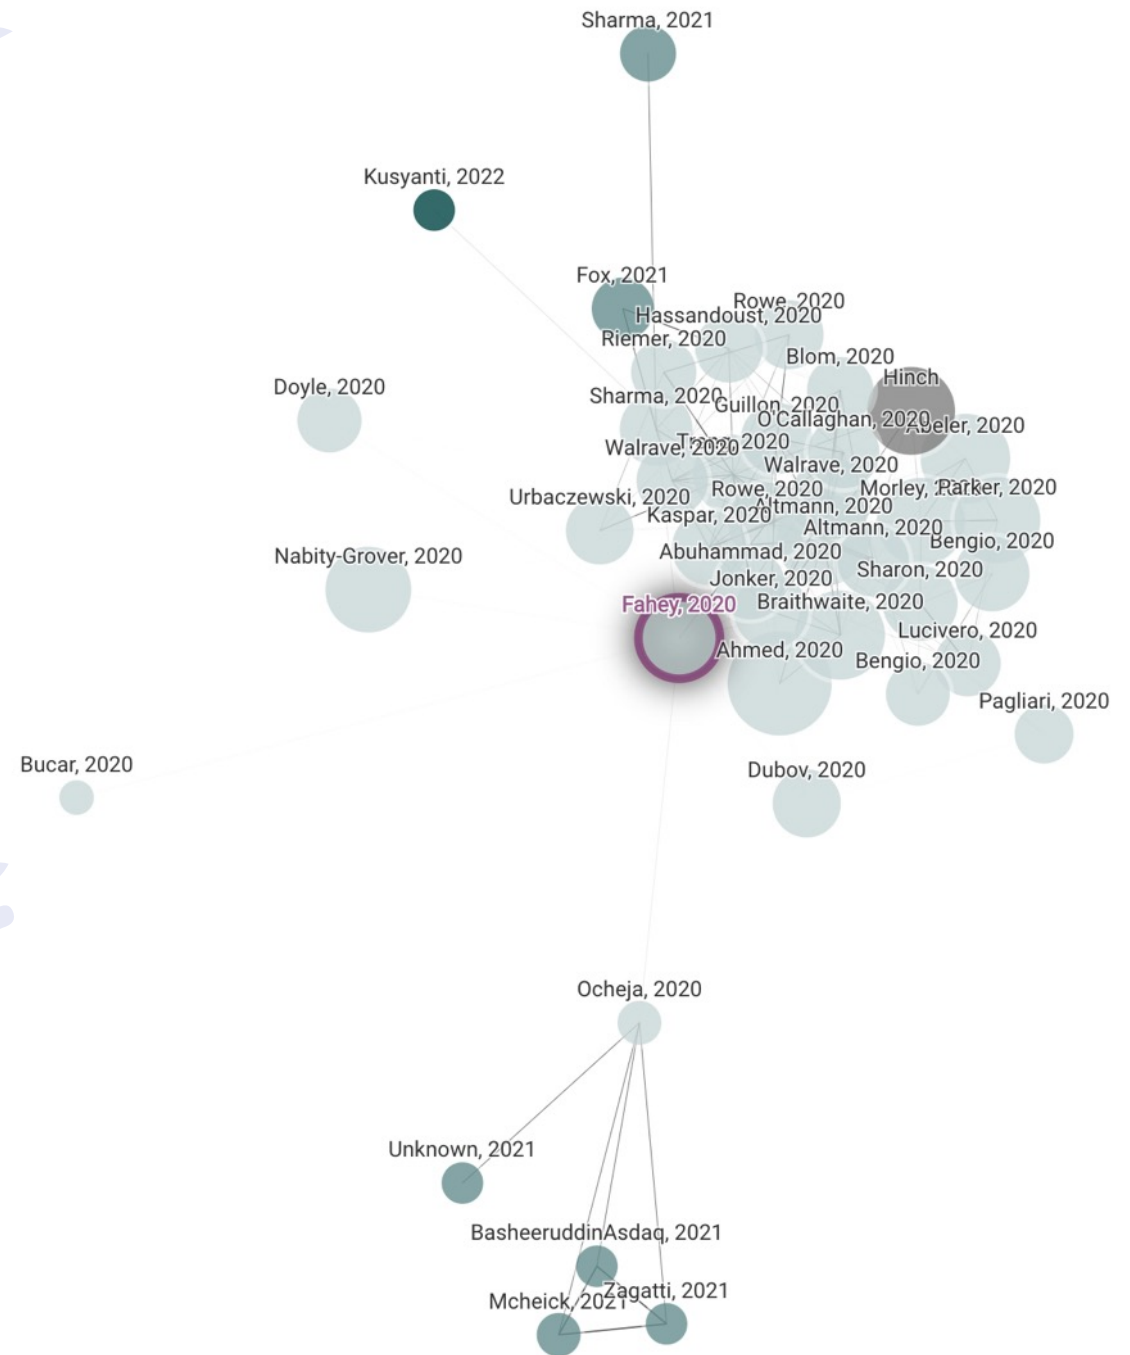 Sharma, 2021
Kusyanti, 2022
Fox, 2021
Rowe, 2020
Hassandoust, 2020
Riemer, 2020
Blom, 2020
Hinch
Doyle, 2020
Sharma, 2020
Guillon, 2020
O'Callaghan, 2020
Abeler, 2020
2020
Walrave, 2020
Walrave, 2020
Urbaczewski, 2020
Rowe, 2020
Morley,
Parker, 2020
Altmann, 2020
Kaspar, 2020
Altmann, 2020
Bengio, 2020
Nabity-Grover, 2020
Abuhammad, 2020
Sharon, 2020
Jonker, 2020
Fahey, 2020
Braithwaite, 2020
Lucivero, 2020
Ahmed, 2020
Bengio, 2020
Pagliari, 2020
Bucar, 2020
Dubov, 2020
Ocheja, 2020
Unknown, 2021
BasheeruddinAsdaq, 2021
Zagatti, 2021
Mcheick, 2021